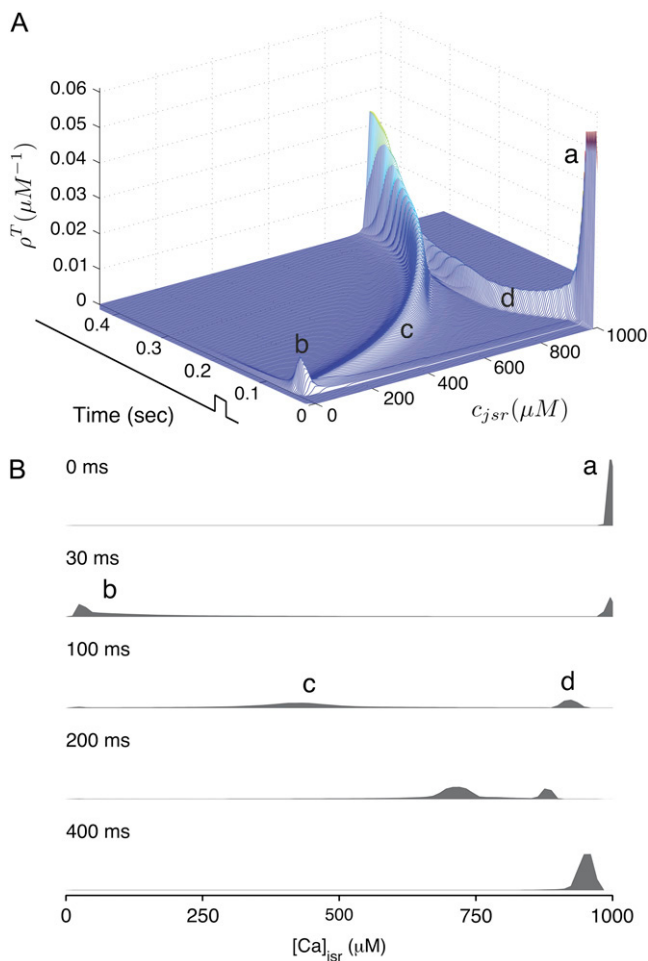 A
0.06
0.05
0.04
0.03
0.02
0.01
0
ρ^T(μM^−1)
a
b
c
d
0.4
0.3
0.2
0.1
0
Time (sec)
0
200
400
600
800
1000
c_jsr(μM)
B
0 ms
a
30 ms
b
100 ms
c
d
200 ms
400 ms
0 250 500 750 1000
[Ca]jsr (μM)